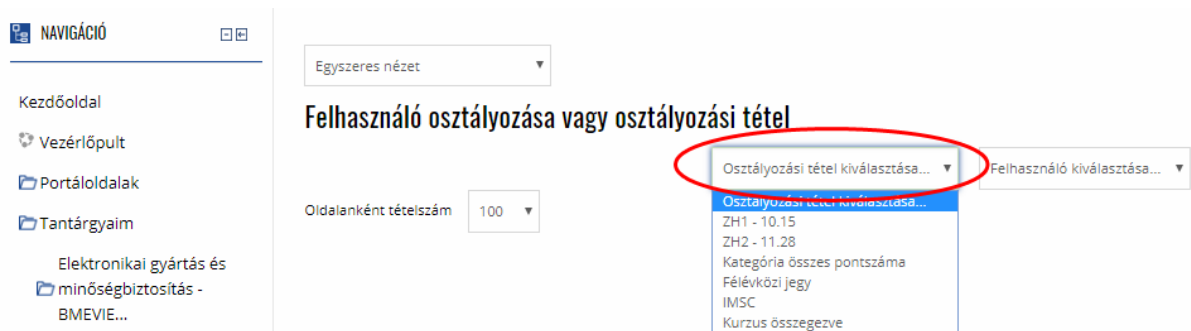 NAVIGÁCIÓ
Kezdőoldal
Vezérlőpult
Portáloldalak
Tantárgyaim
Elektronikai gyártás és
minőségbiztosítás -
BMEVIE...
Egyszeres nézet
Felhasználó osztályozása vagy osztályozási tétel
Osztályozási tétel kiválasztása...
Felhasználó kiválasztása...
Oldalanként tételszám
100
Osztályozási tétel kiválasztása...
ZH1 - 10.15
ZH2 - 11.28
Kategória összes pontszáma
Félévközi jegy
IMSC
Kurzus összegezve